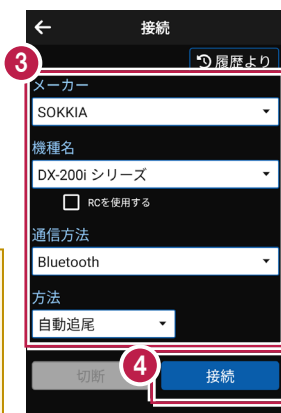 接続
履歴より
3
メーカー
SOKKIA
機種名
DX-200i シリーズ
RCを使用する
通信方法
Bluetooth
方法
自動追尾
4
切断
接続